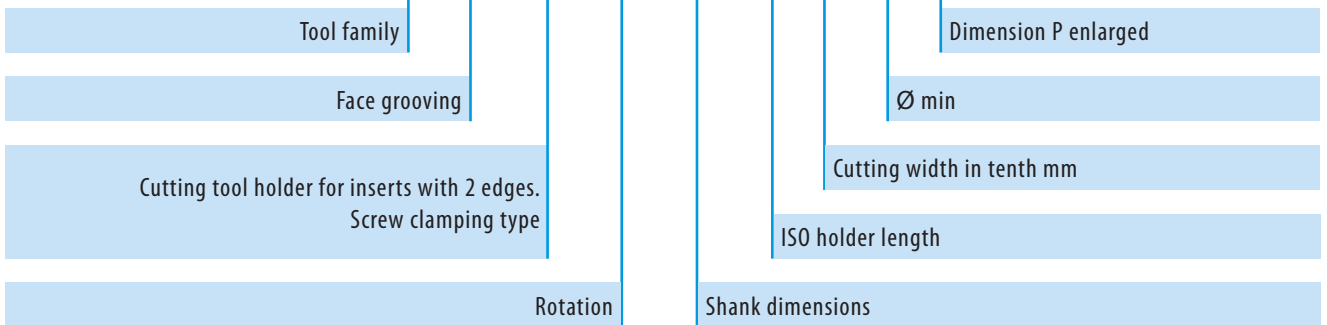 Tool family
Dimension P enlarged
Face grooving
Ø min
Cutting tool holder for inserts with 2 edges.
Screw clamping type
Cutting width in tenth mm
ISO holder length
Rotation
Shank dimensions